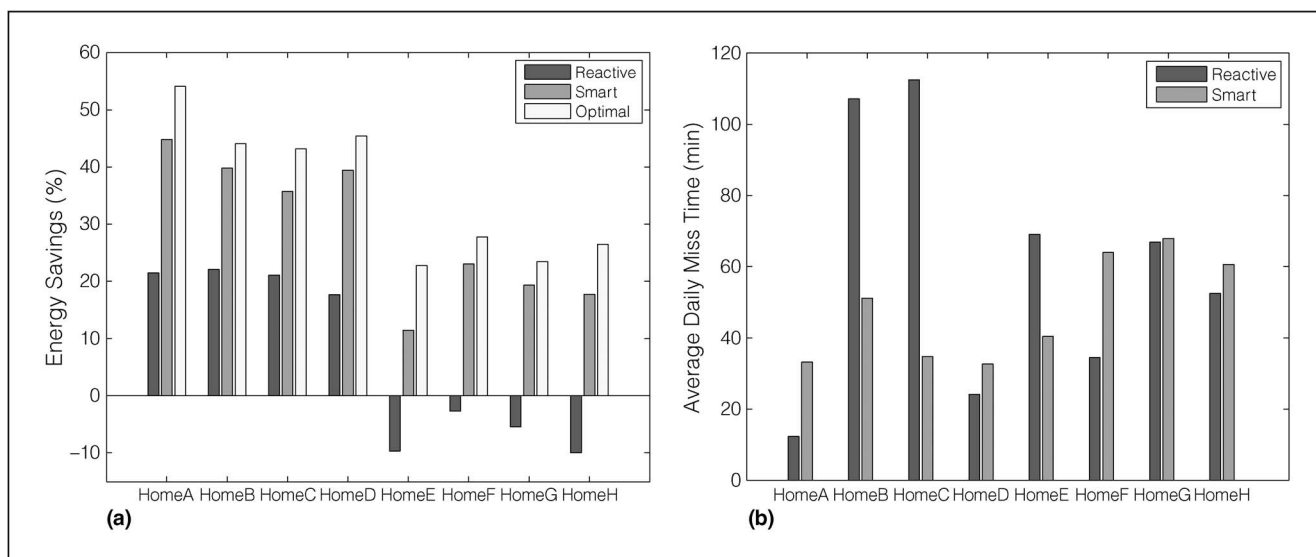 60
50
40
30
20
10
0
−10
Energy Savings (%)
Reactive
Smart
Optimal
HomeA HomeB HomeC HomeD HomeE HomeF HomeG HomeH
(a)
120
100
80
60
40
20
0
Average Daily Miss Time (min)
Reactive
Smart
HomeA HomeB HomeC HomeD HomeE HomeF HomeG HomeH
(b)